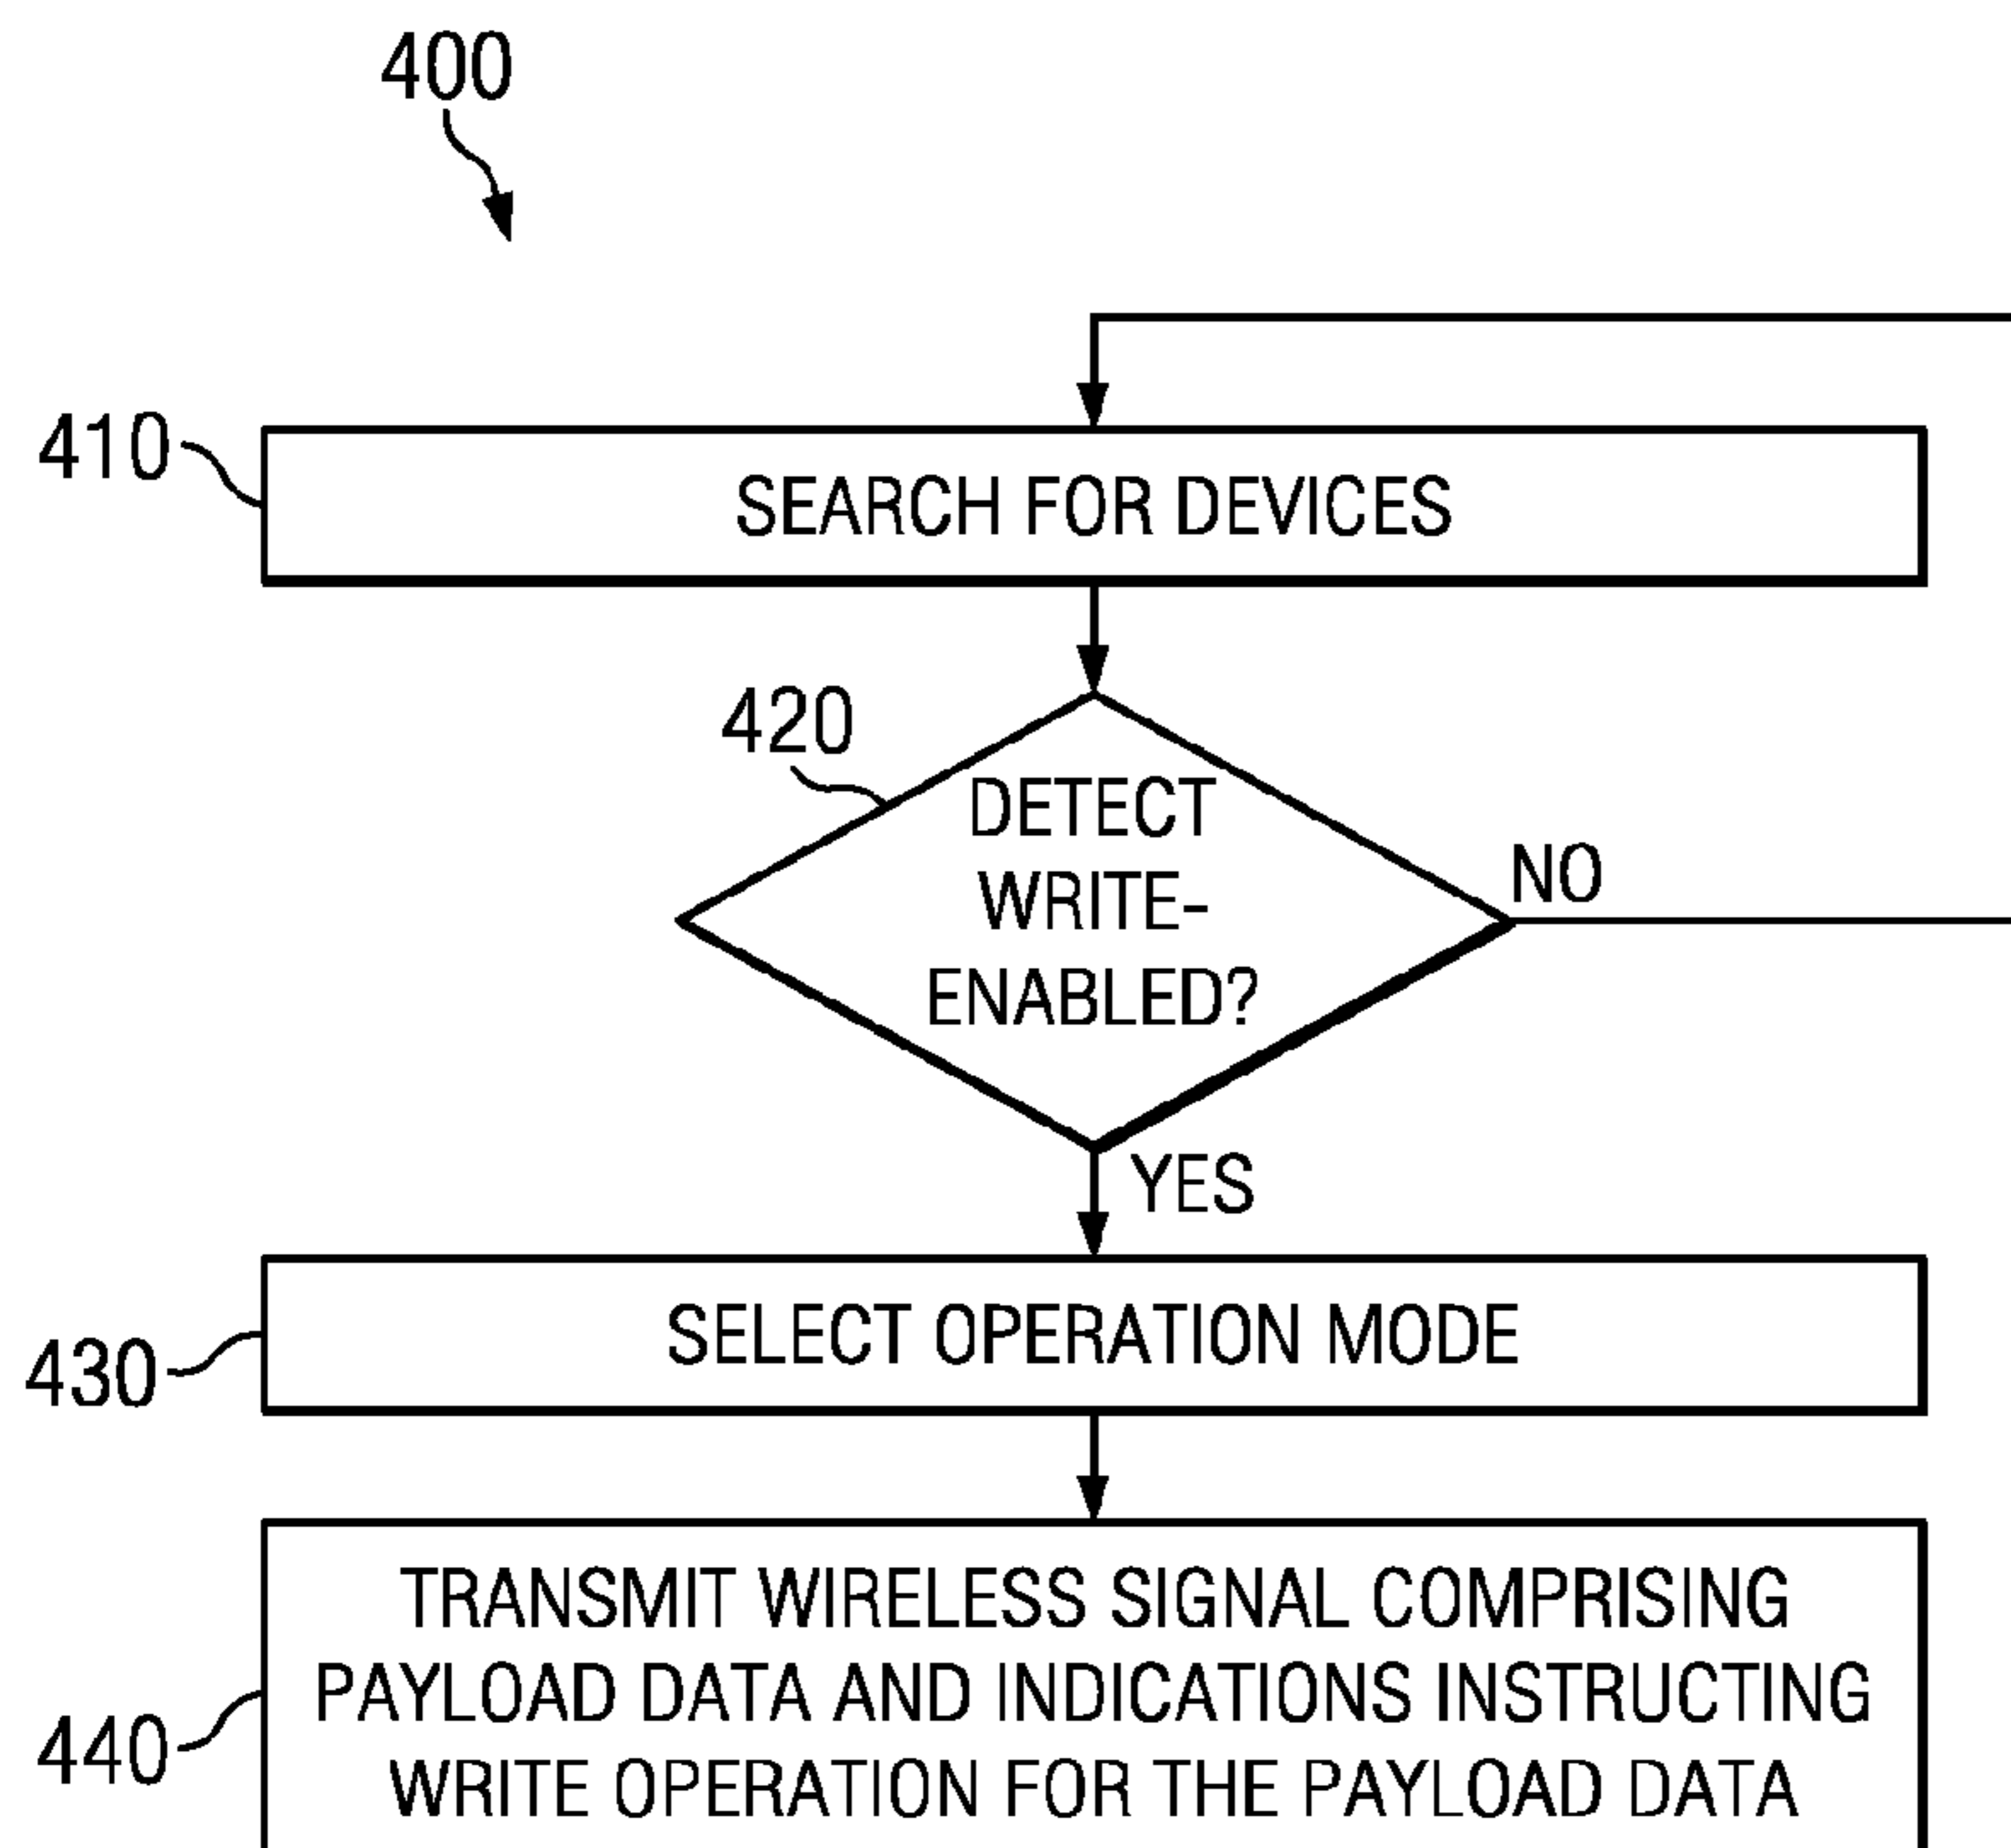 400
410
SEARCH FOR DEVICES
420
DETECT
WRITE-
ENABLED?
NO
YES
430
SELECT OPERATION MODE
440
TRANSMIT WIRELESS SIGNAL COMPRISING
PAYLOAD DATA AND INDICATIONS INSTRUCTING
WRITE OPERATION FOR THE PAYLOAD DATA